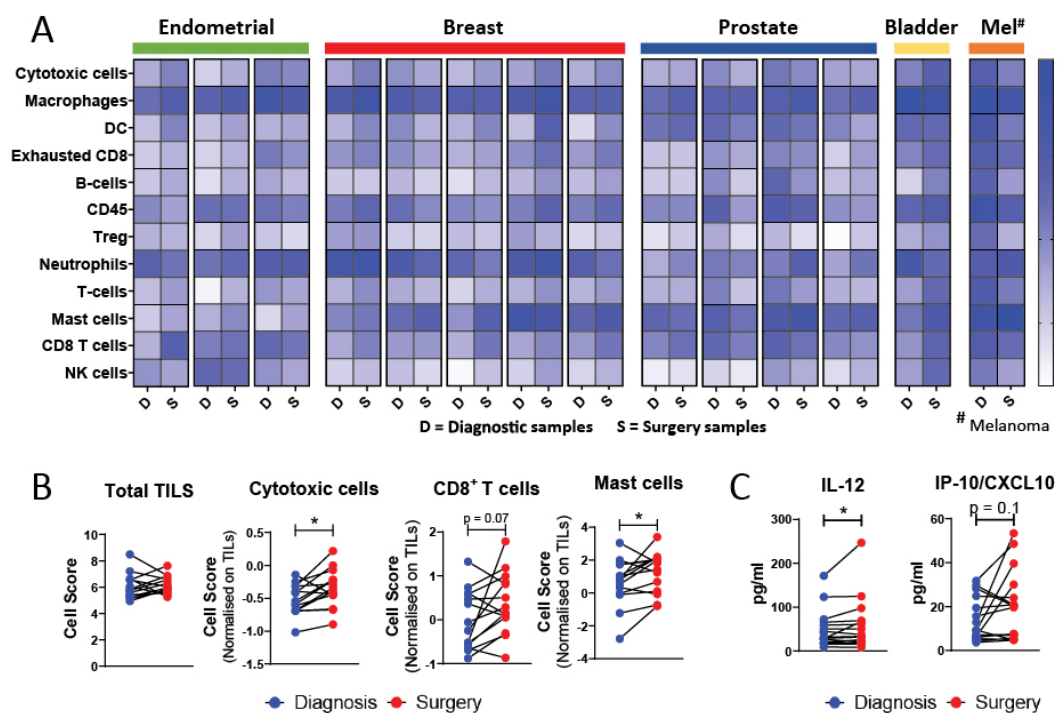 A
Endometrial Breast Prostate Bladder Mel#
Cytotoxic cells
Macrophages
DC
Exhausted CD8
B-cells
CD45
Treg
Neutrophils
T-cells
Mast cells
CD8 T cells
NK cells
D S D S D S D S D S D S D S D S D S D S D S D S D S D S
D = Diagnostic samples S = Surgery samples
# Melanoma
B
Total TILS
Cell Score
10
8
6
4
2
0
Cytotoxic cells
*
Cell Score
(Normalised on TILs)
0.5
0.0
-0.5
-1.0
-1.5
CD8+ T cells
p = 0.07
Cell Score
(Normalised on TILs)
2
1
0
-1
Mast cells
*
Cell Score
(Normalised on TILs)
4
2
0
-2
-4
Diagnosis Surgery
C
IL-12
*
pg/ml
300
200
100
0
IP-10/CXCL10
p = 0.1
pg/ml
60
40
20
0
Diagnosis Surgery